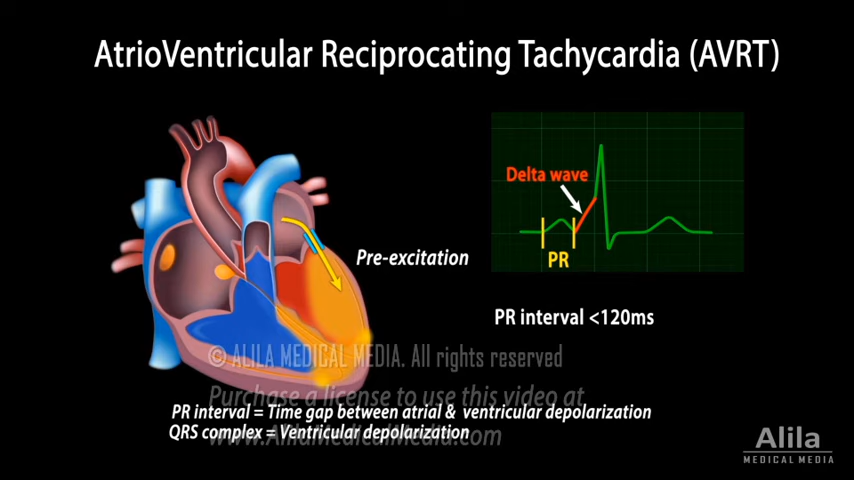 AtrioVentricular Reciprocating Tachycardia (AVRT)
Delta wave
PR
Pre-excitation
PR interval <120ms
© ALILA MEDICAL MEDIA. All rights reserved
Purchase a license to use this video at
PR interval = Time gap between atrial & ventricular depolarization
QRS complex = Ventricular depolarization
www.AlilaMedicalMedia.com
Alila
MEDICAL MEDIA